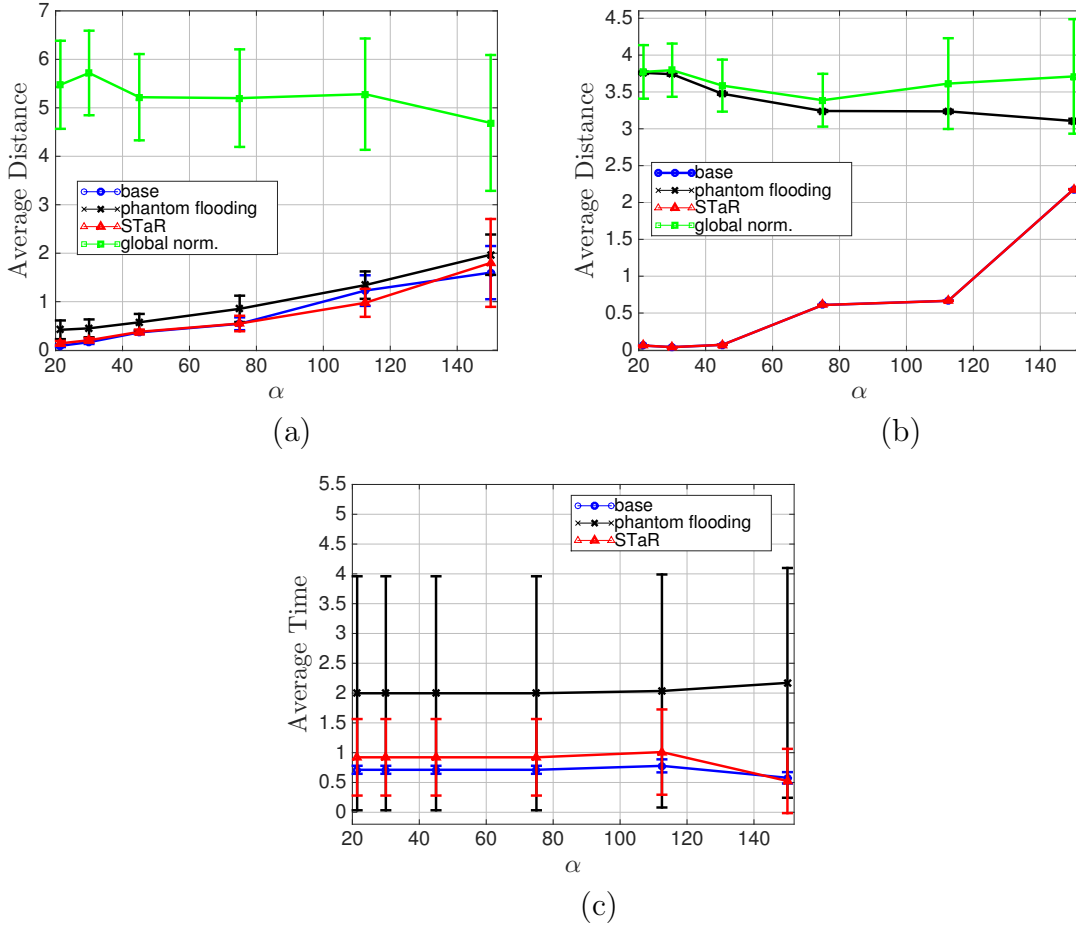 7
6
5
4
3
2
1
0
20 40 60 80 100 120 140
Average Distance
α
base
phantom flooding
STaR
global norm.
(a)
4.5
4
3.5
3
2.5
2
1.5
1
0.5
0
20 40 60 80 100 120 140
Average Distance
α
base
phantom flooding
STaR
global norm.
(b)
5.5
5
4.5
4
3.5
3
2.5
2
1.5
1
0.5
0
20 40 60 80 100 120 140
Average Time
α
base
phantom flooding
STaR
(c)